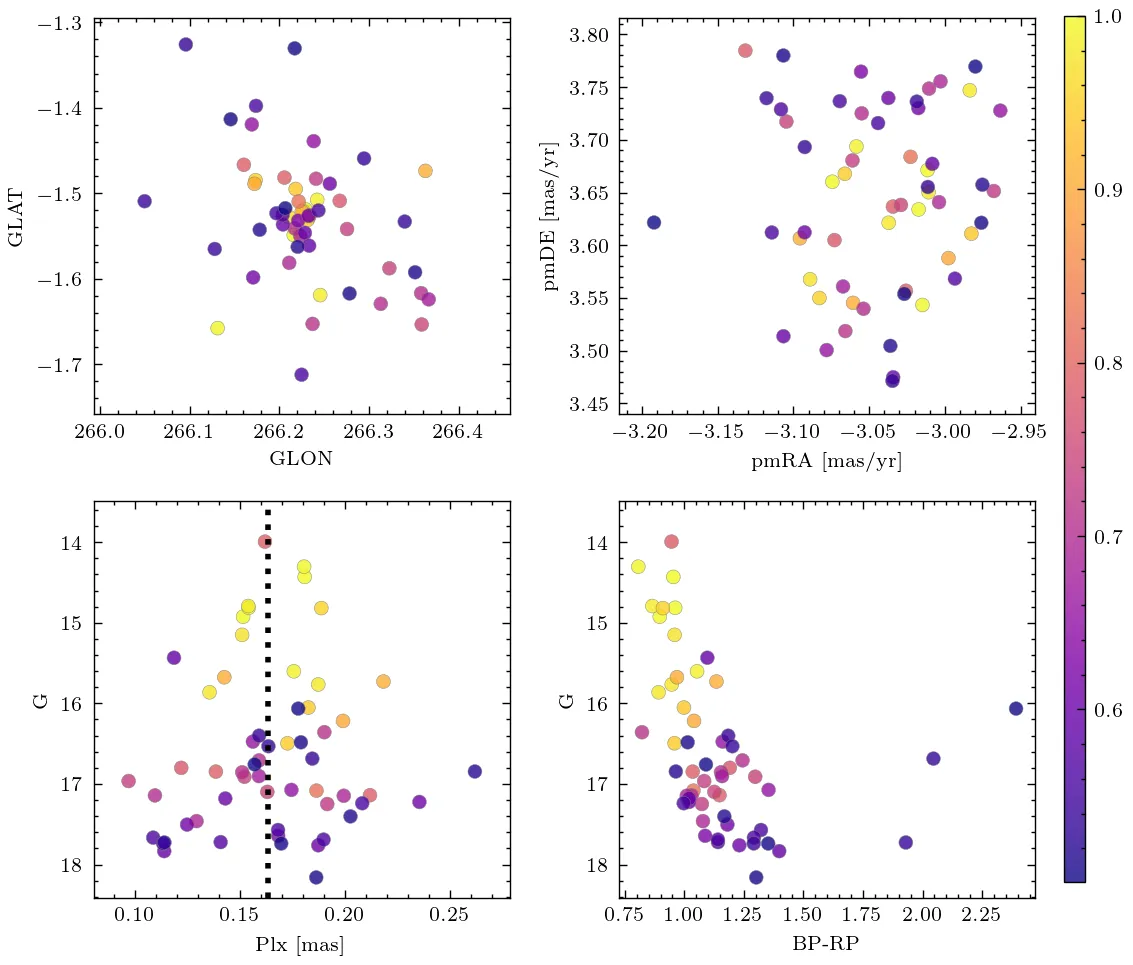 −1.3
−1.4
−1.5
−1.6
−1.7
GLAT
266.0 266.1 266.2 266.3 266.4
GLON
3.80
3.75
3.70
3.65
3.60
3.55
3.50
3.45
pmDE [mas/yr]
−3.20 −3.15 −3.10 −3.05 −3.00 −2.95
pmRA [mas/yr]
14
15
16
17
18
G
0.10 0.15 0.20 0.25
Plx [mas]
14
15
16
17
18
G
0.75 1.00 1.25 1.50 1.75 2.00 2.25
BP-RP
1.0
0.9
0.8
0.7
0.6